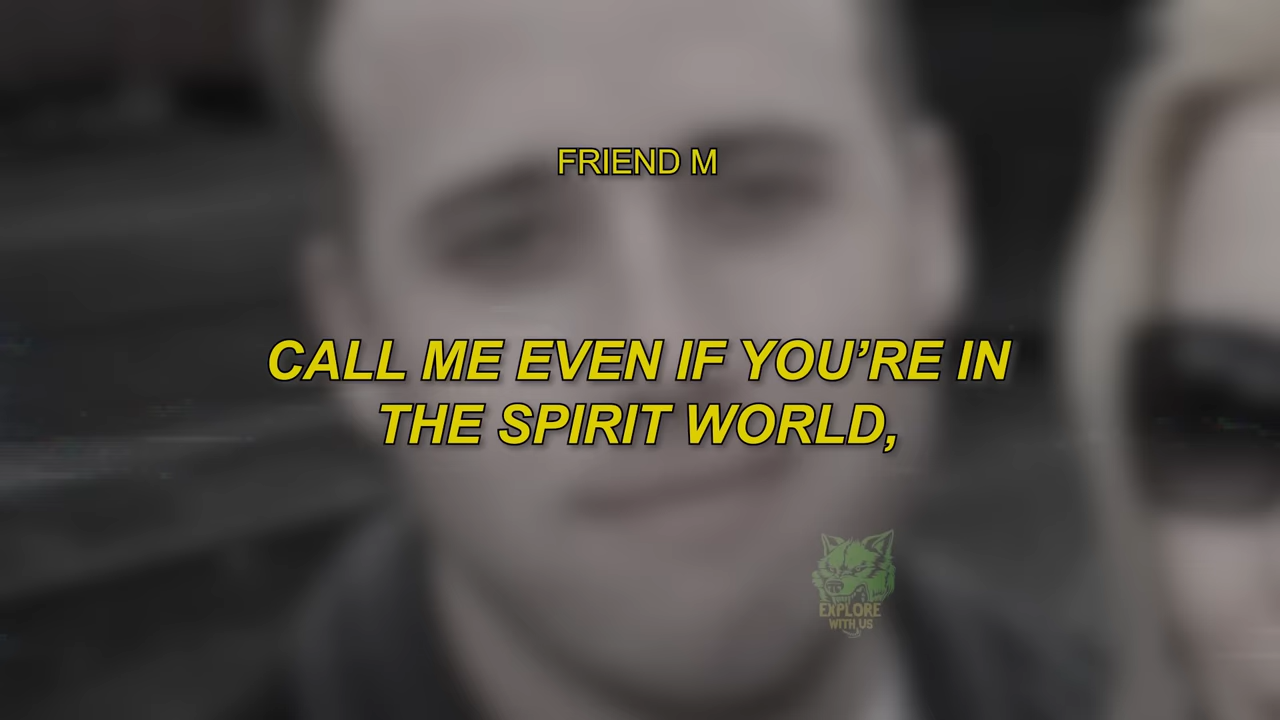 FRIEND M
CALL ME EVEN IF YOU’RE IN
THE SPIRIT WORLD,
EXPLORE
WITH US